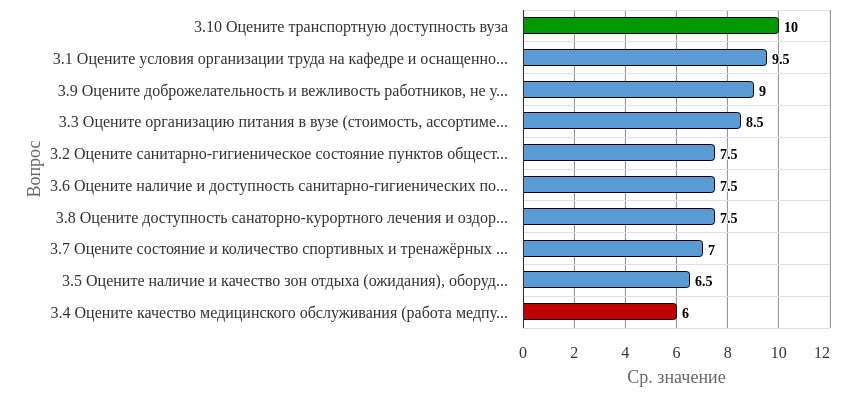 3.10 Оцените транспортную доступность вуза 10
3.1 Оцените условия организации труда на кафедре и оснащенно... 9.5
3.9 Оцените доброжелательность и вежливость работников, не у... 9
3.3 Оцените организацию питания в вузе (стоимость, ассортиме... 8.5
3.2 Оцените санитарно-гигиеническое состояние пунктов общест... 7.5
3.6 Оцените наличие и доступность санитарно-гигиенических по... 7.5
3.8 Оцените доступность санаторно-курортного лечения и оздор... 7.5
3.7 Оцените состояние и количество спортивных и тренажёрных ... 7
3.5 Оцените наличие и качество зон отдыха (ожидания), оборуд... 6.5
3.4 Оцените качество медицинского обслуживания (работа медпу... 6
Вопрос
0 2 4 6 8 10 12
Ср. значение